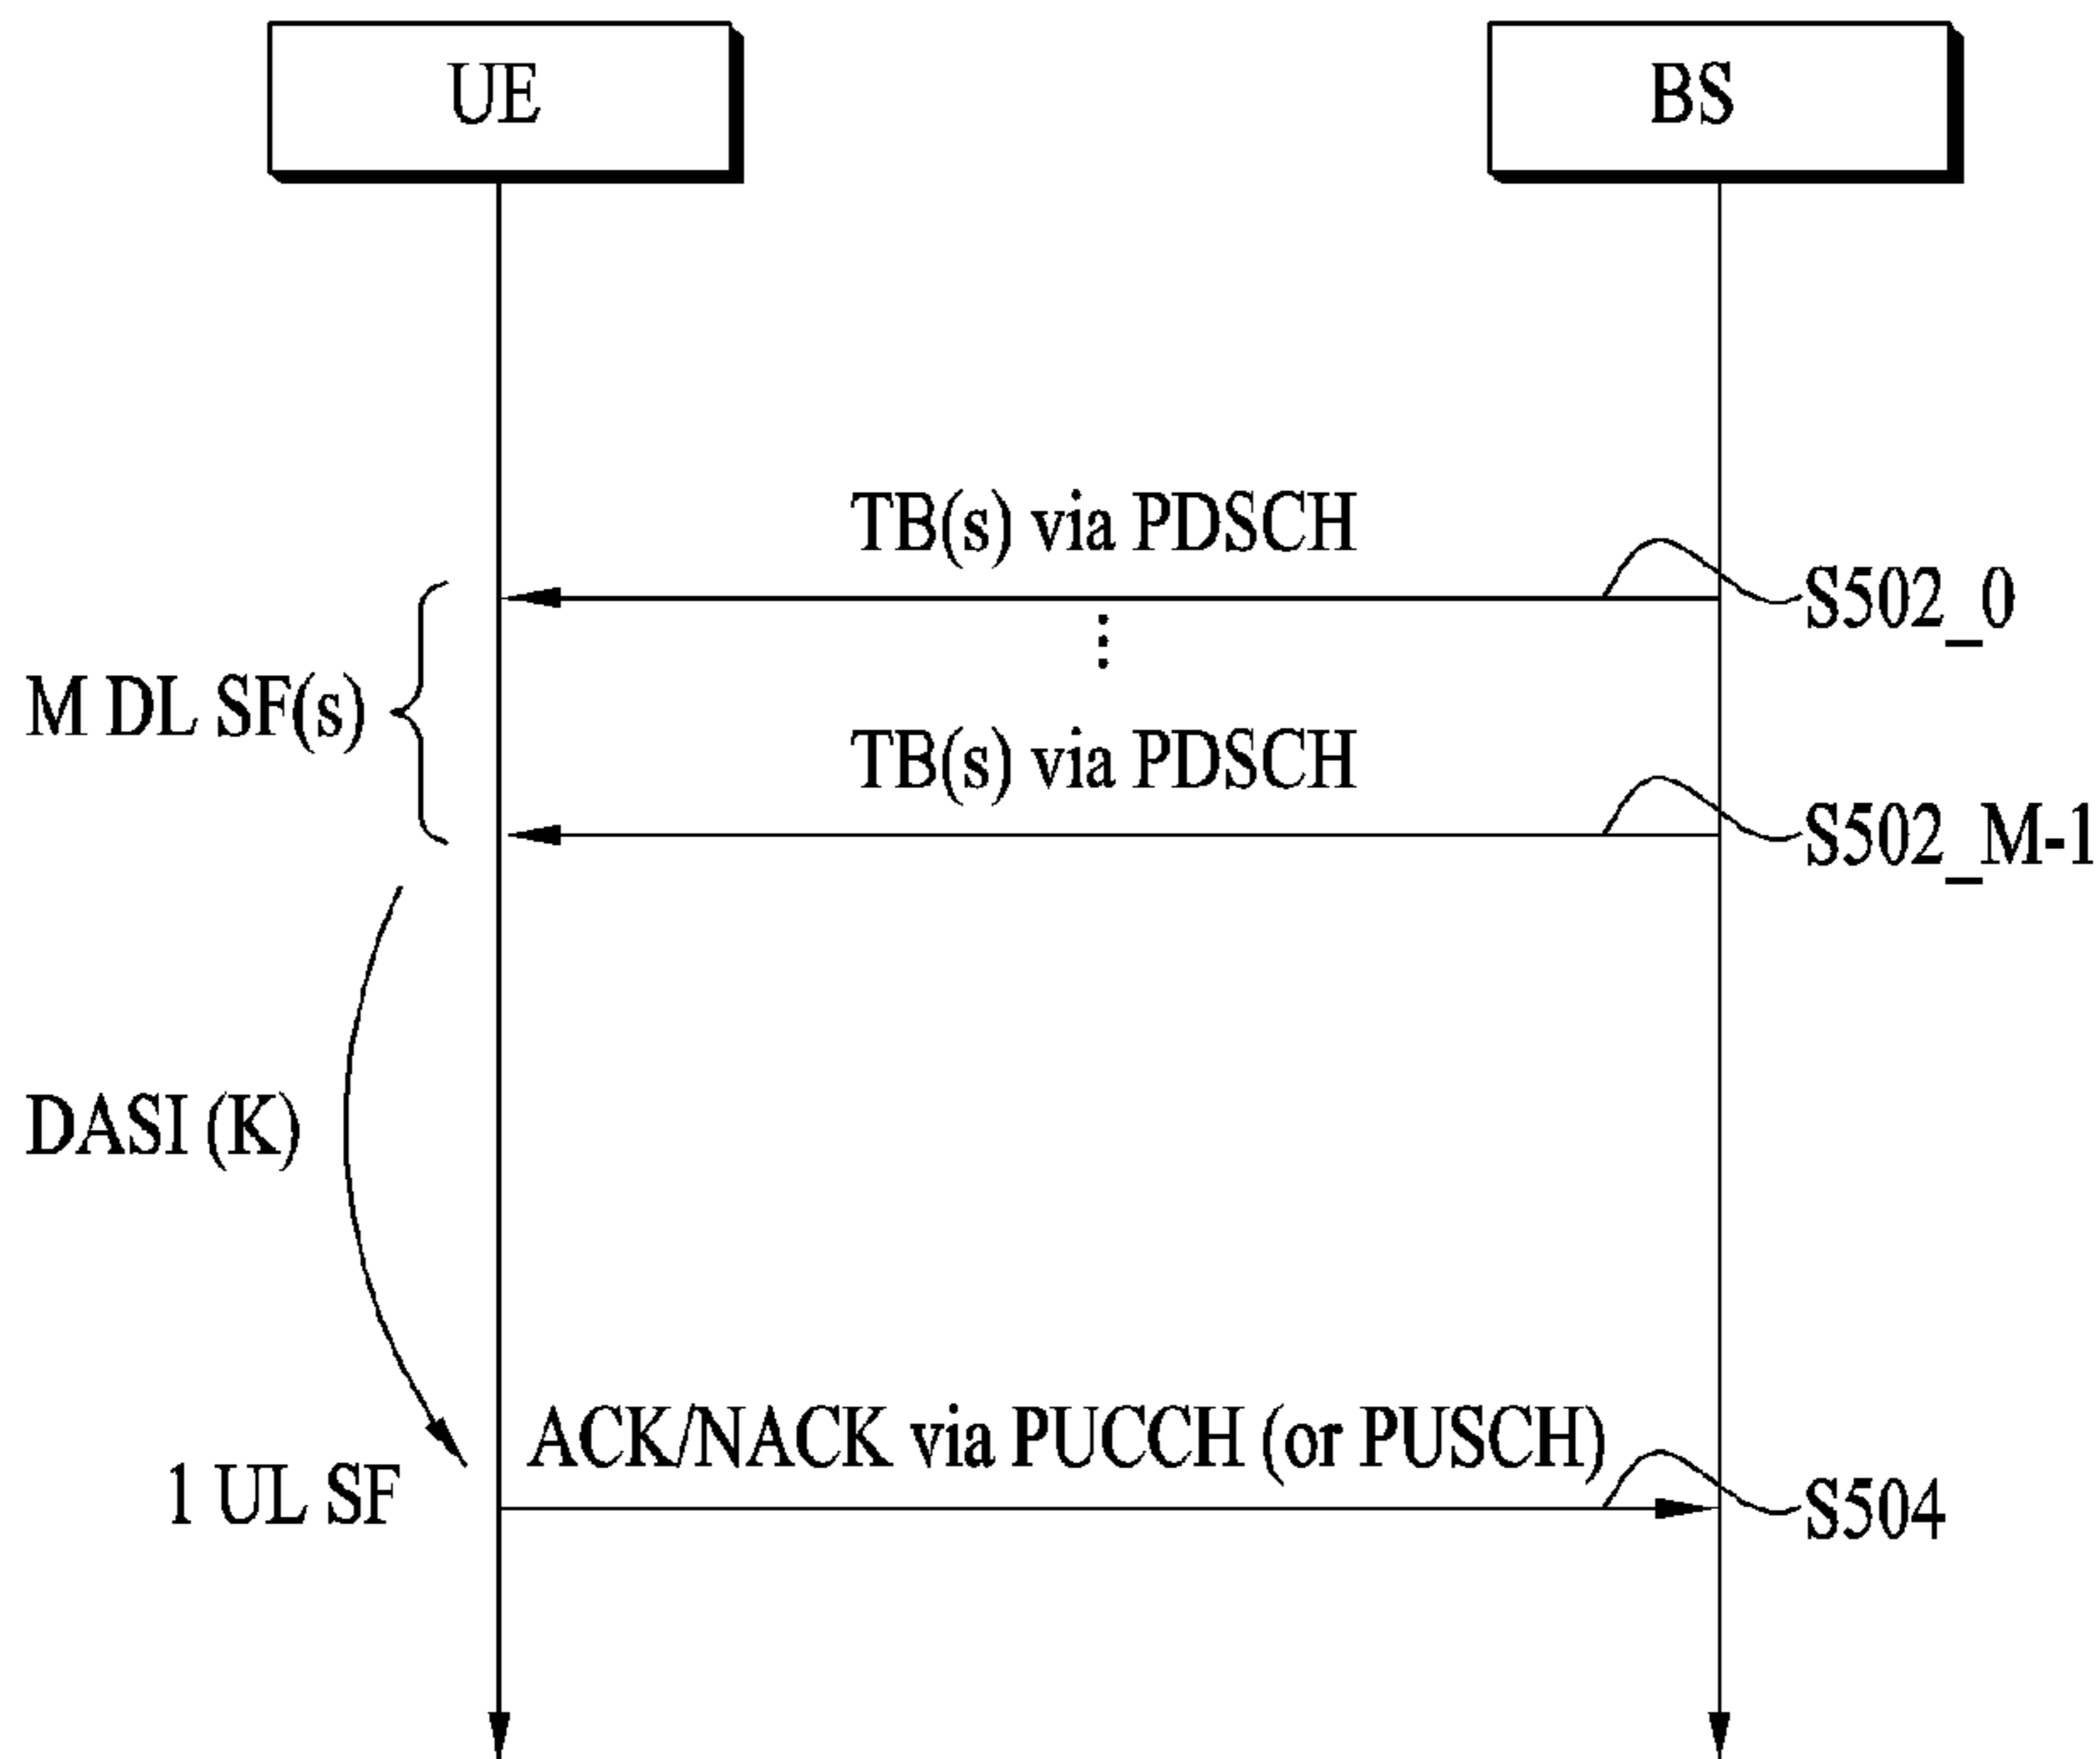 UE
BS
TB(s) via PDSCH
S502_0
M DL SF(s)
TB(s) via PDSCH
S502_M-1
DASI (K)
ACK/NACK via PUCCH (or PUSCH)
1 UL SF
S504